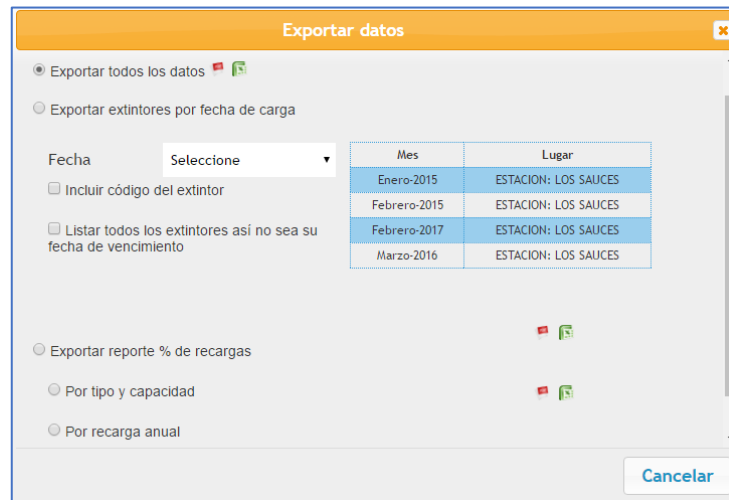 Exportar datos
Exportar todos los datos
Exportar extintores por fecha de carga
Fecha Seleccione
Incluir código del extintor
Listar todos los extintores así no sea su
fecha de vencimiento
Mes Lugar
Enero-2015 ESTACION: LOS SAUCES
Febrero-2015 ESTACION: LOS SAUCES
Febrero-2017 ESTACION: LOS SAUCES
Marzo-2016 ESTACION: LOS SAUCES
Exportar reporte % de recargas
Por tipo y capacidad
Por recarga anual
Cancelar